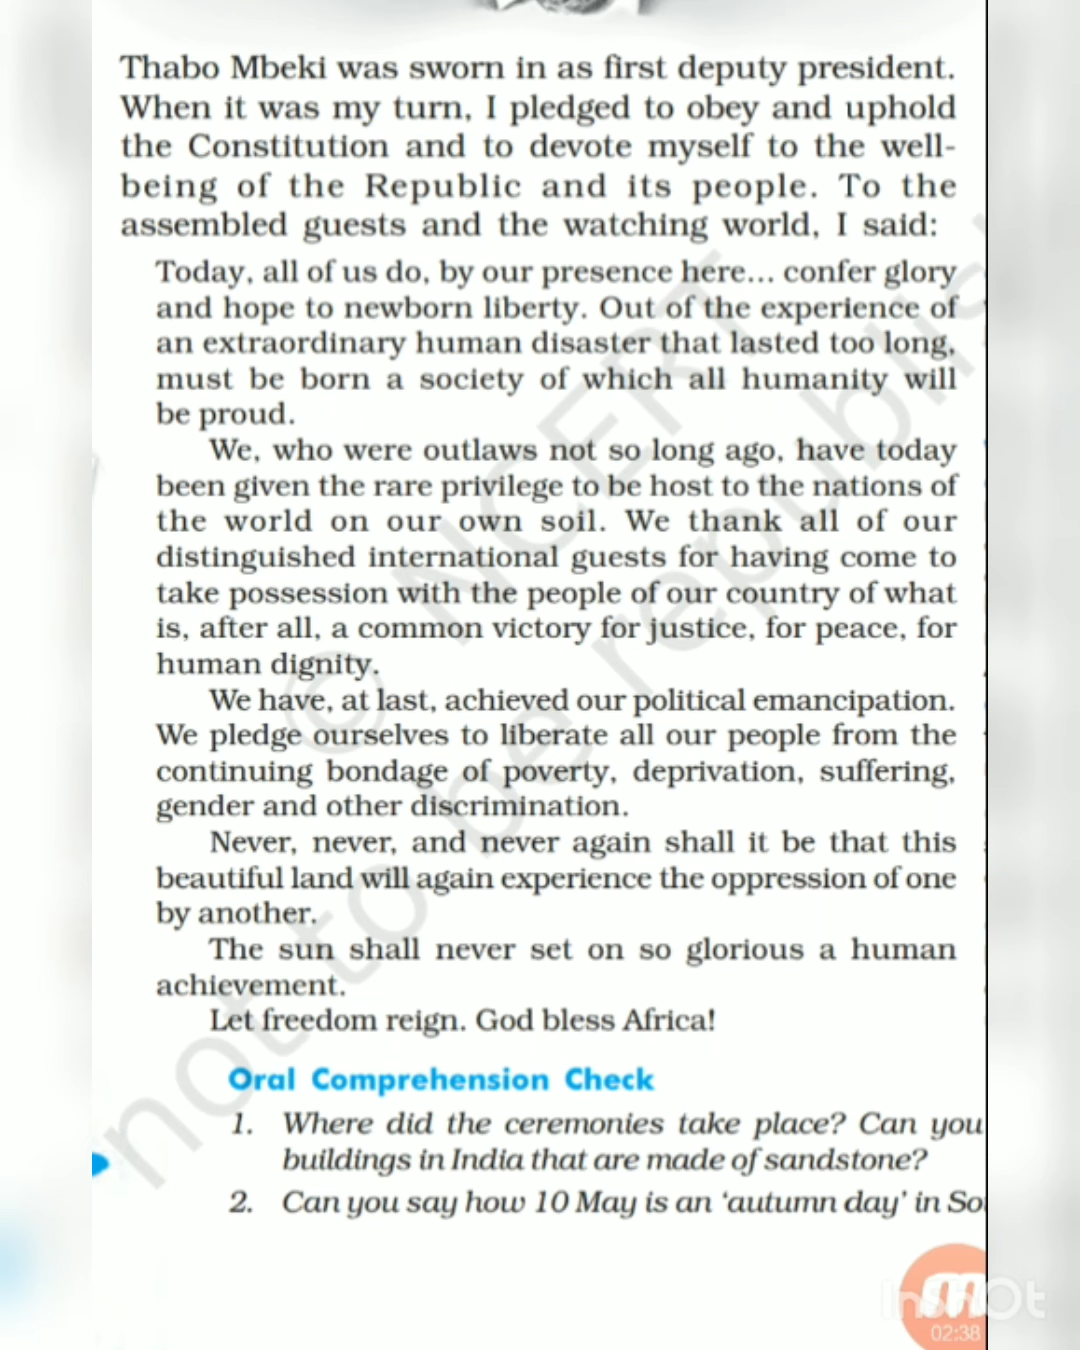 Thabo Mbeki was sworn in as first deputy president.
When it was my turn, I pledged to obey and uphold
the Constitution and to devote myself to the well-
being of the Republic and its people. To the
assembled guests and the watching world, I said:
Today, all of us do, by our presence here... confer glory
and hope to newborn liberty. Out of the experience of
an extraordinary human disaster that lasted too long,
must be born a society of which all humanity will
be proud.
We, who were outlaws not so long ago, have today
been given the rare privilege to be host to the nations of
the world on our own soil. We thank all of our
distinguished international guests for having come to
take possession with the people of our country of what
is, after all, a common victory for justice, for peace, for
human dignity.
We have, at last, achieved our political emancipation.
We pledge ourselves to liberate all our people from the
continuing bondage of poverty, deprivation, suffering,
gender and other discrimination.
Never, never, and never again shall it be that this
beautiful land will again experience the oppression of one
by another.
The sun shall never set on so glorious a human
achievement.
Let freedom reign. God bless Africa!
Oral Comprehension Check
1. Where did the ceremonies take place? Can you
buildings in India that are made of sandstone?
2. Can you say how 10 May is an ‘autumn day’ in
© NCERT
not to be republish
InShOt
02:38